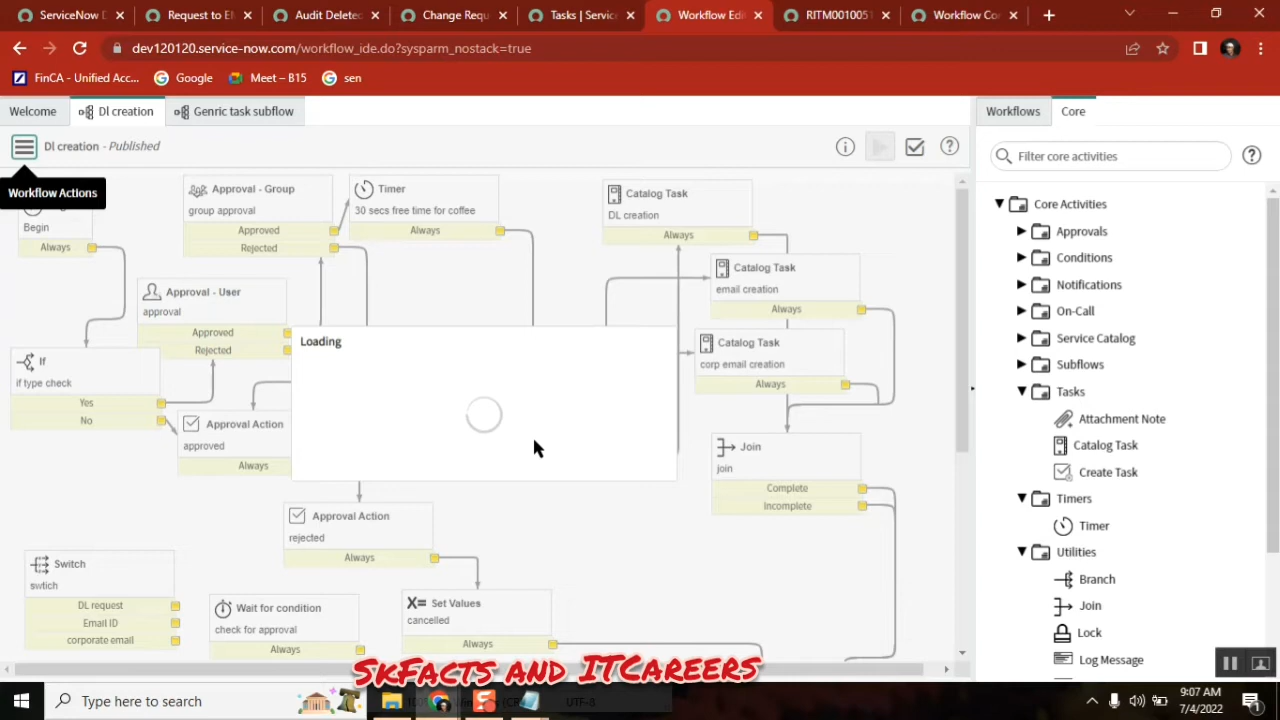 ServiceNow D
Request to EN
Audit Deleted
Change Requ
Tasks | Service
Workflow Edi
RITM0010051
Workflow Co
dev120120.service-now.com/workflow_ide.do?sysparm_nostack=true
FinCA - Unified Acc...
Google
Meet – B15
sen
Welcome
Dl creation
Genric task subflow
Workflows
Core
Dl creation - Published
Filter core activities
Workflow Actions
Begin
Always
Approval - Group
group approval
Approved
Rejected
Timer
30 secs free time for coffee
Always
Catalog Task
DL creation
Always
Catalog Task
email creation
Always
Approval - User
approval
Approved
Rejected
Loading
Catalog Task
corp email creation
Always
If
if type check
Yes
No
Approval Action
approved
Always
Join
join
Complete
Incomplete
Approval Action
rejected
Always
Switch
swtich
DL request
Email ID
corporate email
Wait for condition
check for approval
Always
X= Set Values
cancelled
Always
Core Activities
Approvals
Conditions
Notifications
On-Call
Service Catalog
Subflows
Tasks
Attachment Note
Catalog Task
Create Task
Timers
Timer
Utilities
Branch
Join
Lock
Log Message
SkFacts and ITCareers
Type here to search
UTF-8
9:07 AM
7/4/2022